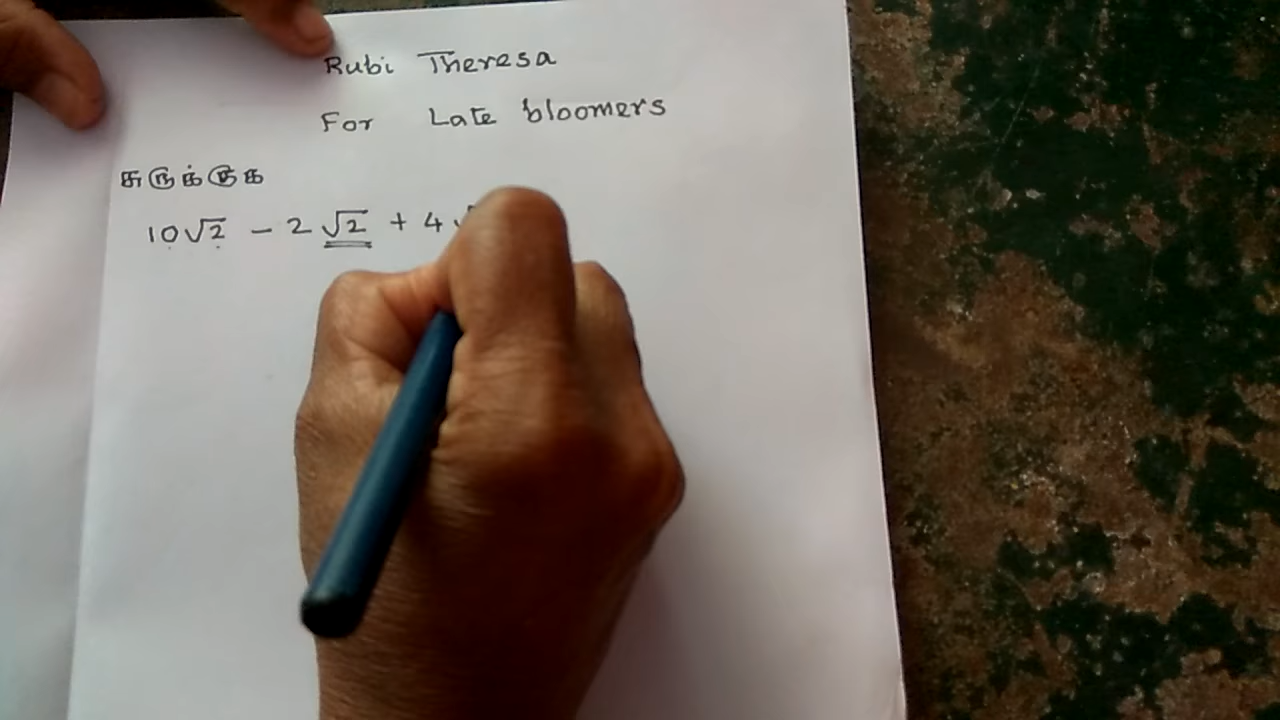 Rubi Theresa
For Late bloomers
சுருக்குக
10√2 - 2√2 + 4